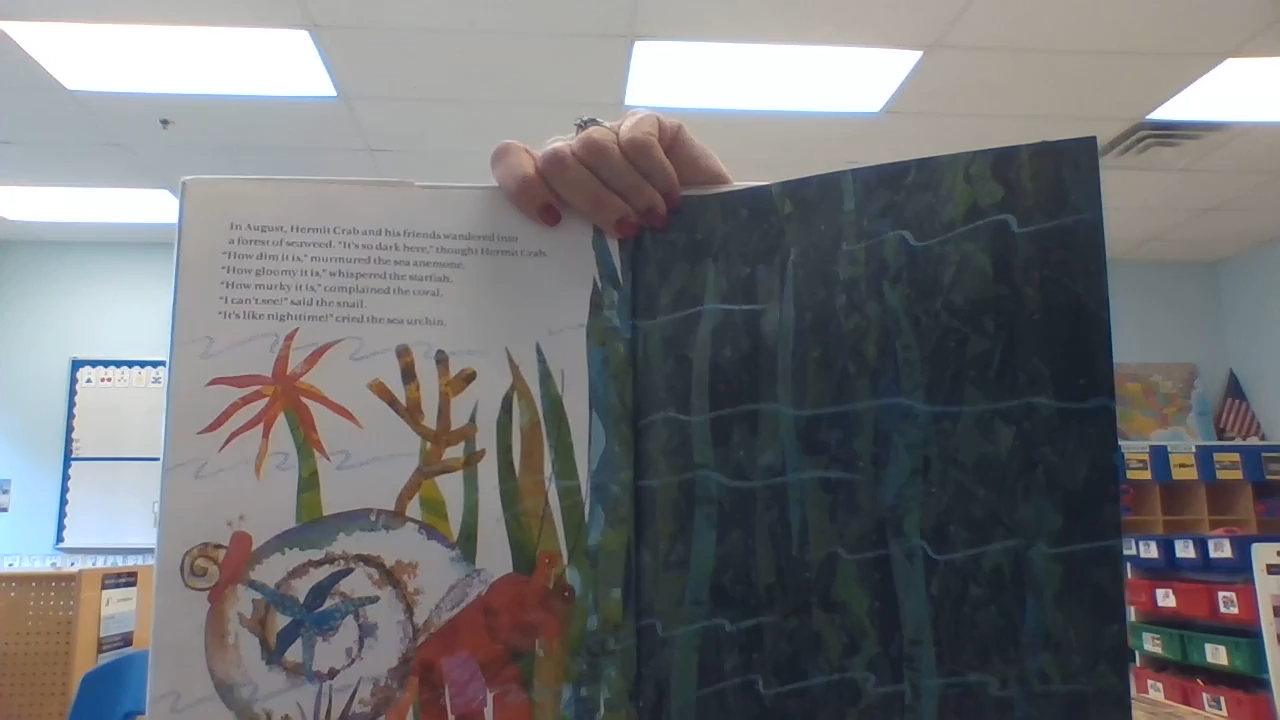 In August, Hermit Crab and his friends wandered into
a forest of seaweed. "It's so dark here," thought Hermit Crab.
"How dim it is," murmured the sea anemone.
"How gloomy it is," whispered the starfish.
"How murky it is," complained the coral.
"I can't see!" said the snail.
"It's like nighttime!" cried the sea urchin.